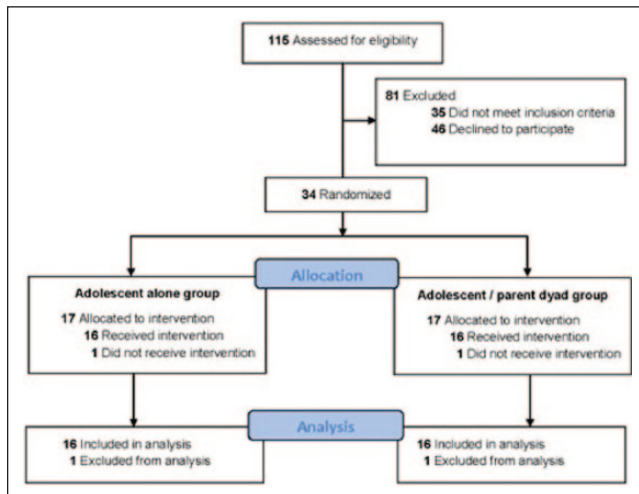 115 Assessed for eligibility
81 Excluded
35 Did not meet inclusion criteria
46 Declined to participate
34 Randomized
Allocation
Adolescent alone group
17 Allocated to intervention
16 Received intervention
1 Did not receive intervention
Adolescent / parent dyad group
17 Allocated to intervention
16 Received intervention
1 Did not receive intervention
Analysis
16 Included in analysis
1 Excluded from analysis
16 Included in analysis
1 Excluded from analysis